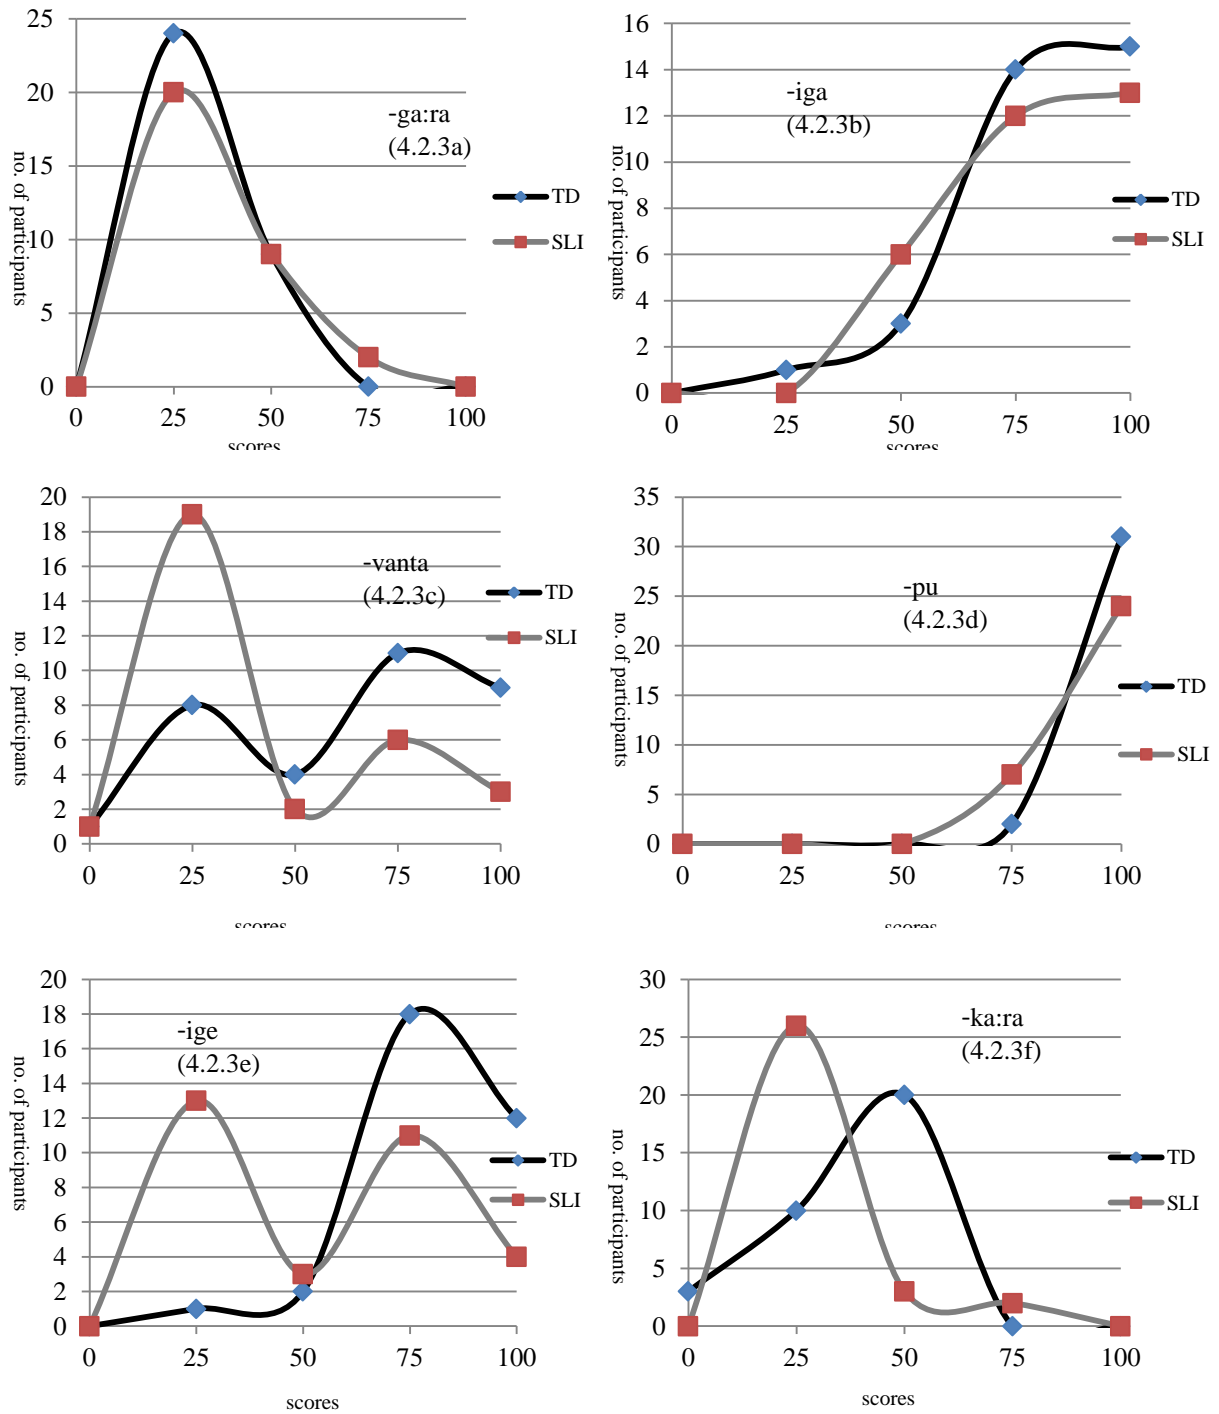 25
20
15
10
5
0
no. of participants
-ga:ra
(4.2.3a)
TD
SLI
0 25 50 75 100
scores
16
14
12
10
8
6
4
2
0
no. of participants
-iga
(4.2.3b)
TD
SLI
0 25 50 75 100
scores
20
18
16
14
12
10
8
6
4
2
0
no. of participants
-vanta
(4.2.3c)
TD
SLI
0 25 50 75 100
scores
35
30
25
20
15
10
5
0
no. of participants
-pu
(4.2.3d)
TD
SLI
0 25 50 75 100
scores
20
18
16
14
12
10
8
6
4
2
0
no. of participants
-ige
(4.2.3e)
TD
SLI
0 25 50 75 100
scores
30
25
20
15
10
5
0
no. of participants
-ka:ra
(4.2.3f)
TD
SLI
0 25 50 75 100
scores